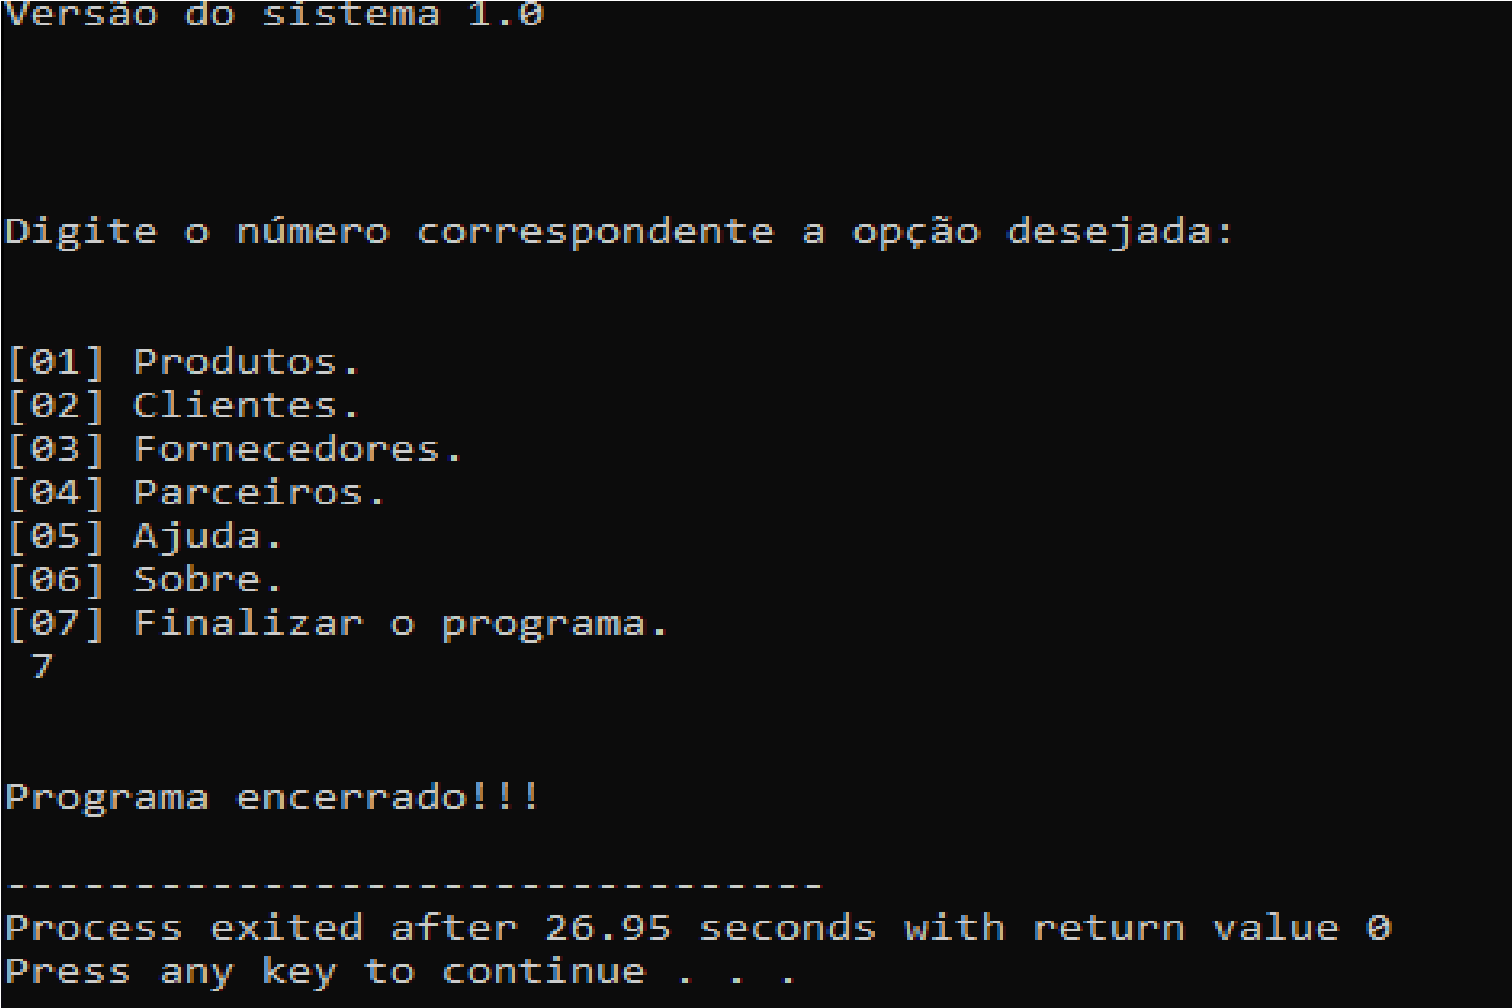 Versão do sistema 1.0
Digite o número correspondente a opção desejada:
[01] Produtos.
[02] Clientes.
[03] Fornecedores.
[04] Parceiros.
[05] Ajuda.
[06] Sobre.
[07] Finalizar o programa.
7
Programa encerrado!!!
--------------------------------
Process exited after 26.95 seconds with return value 0
Press any key to continue . . .